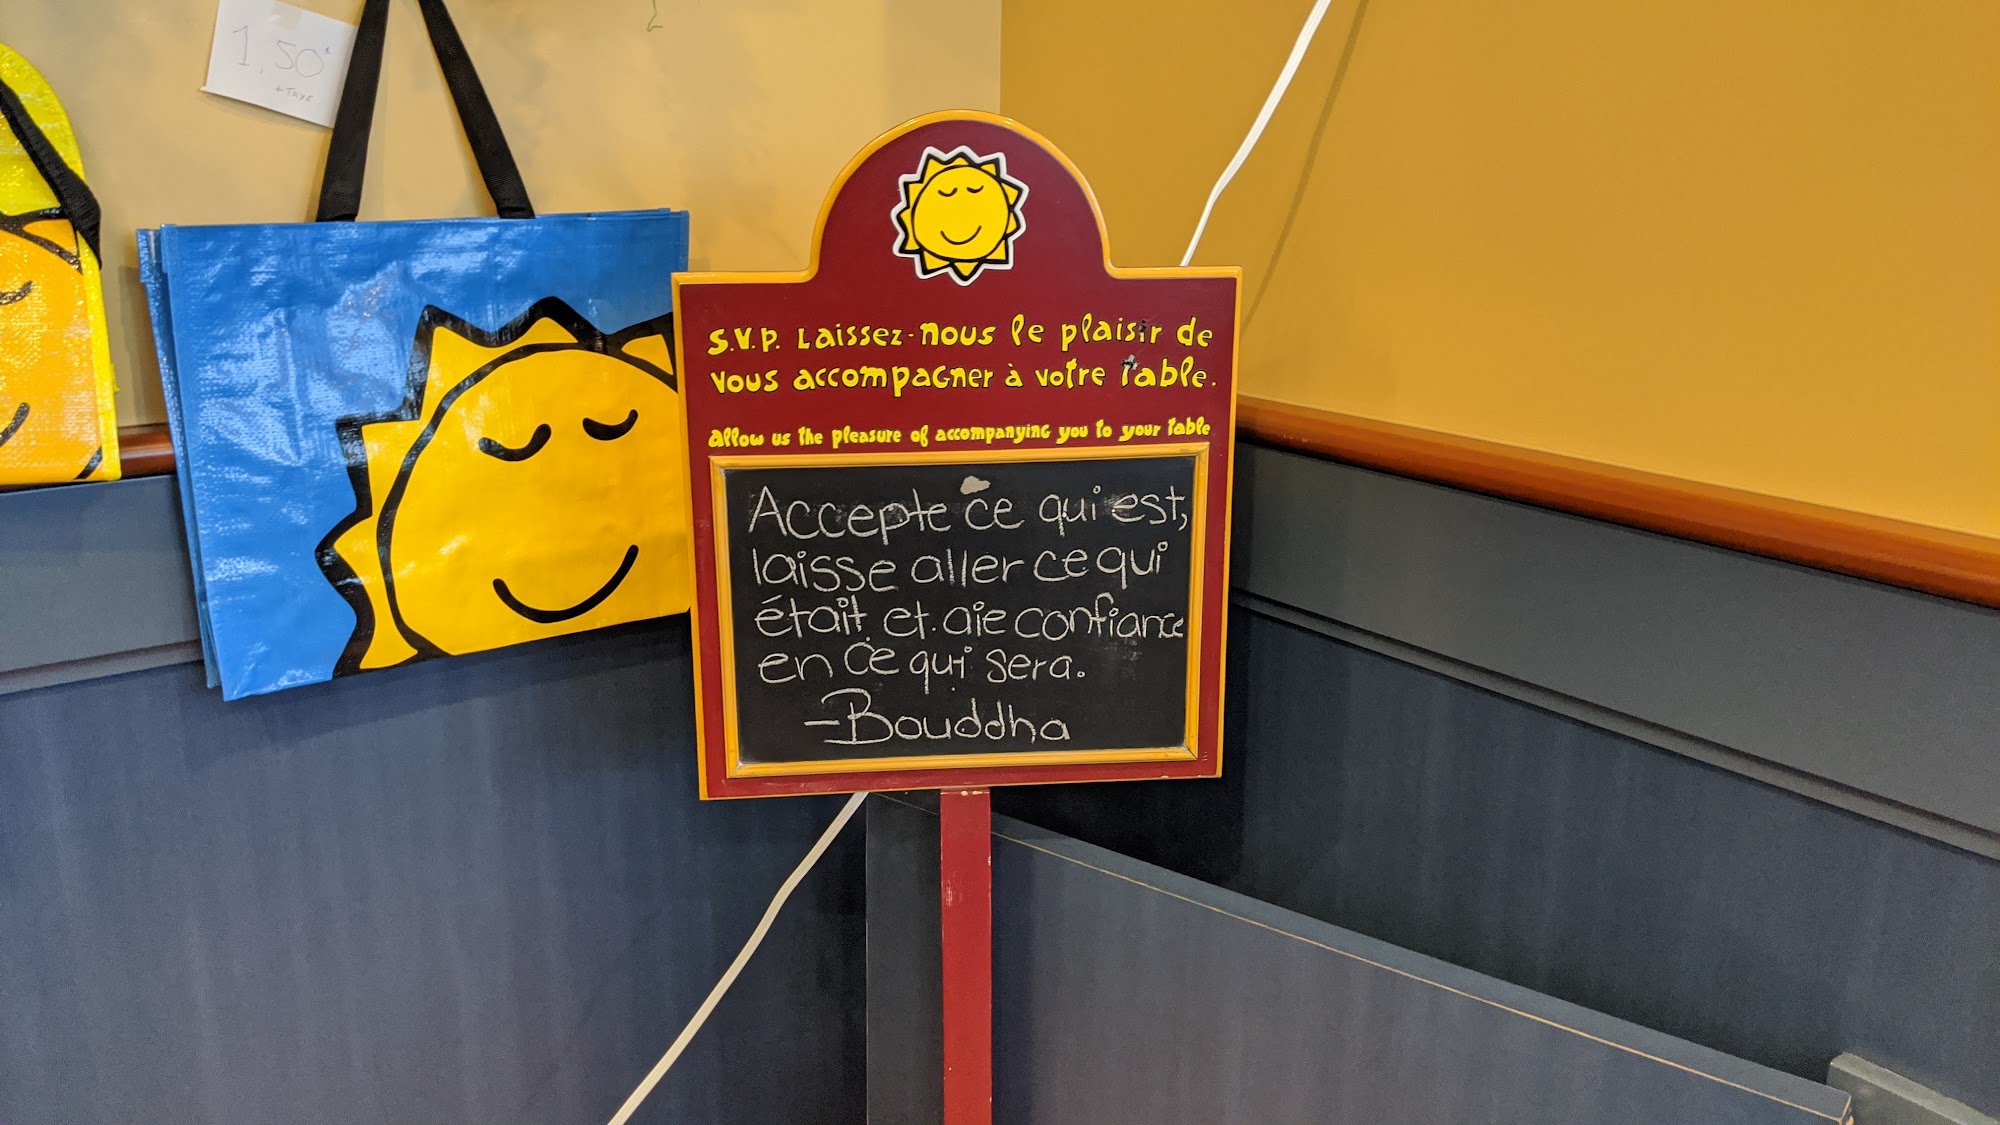 1,50$
+ Taxe
S.V.P. Laissez-nous le plaisir de
vous accompagner à votre table.
allow us the pleasure of accompanying you to your table
Accepte ce qui est,
laisse aller ce qui
était et aie confiance
en ce qui sera.
-Bouddha